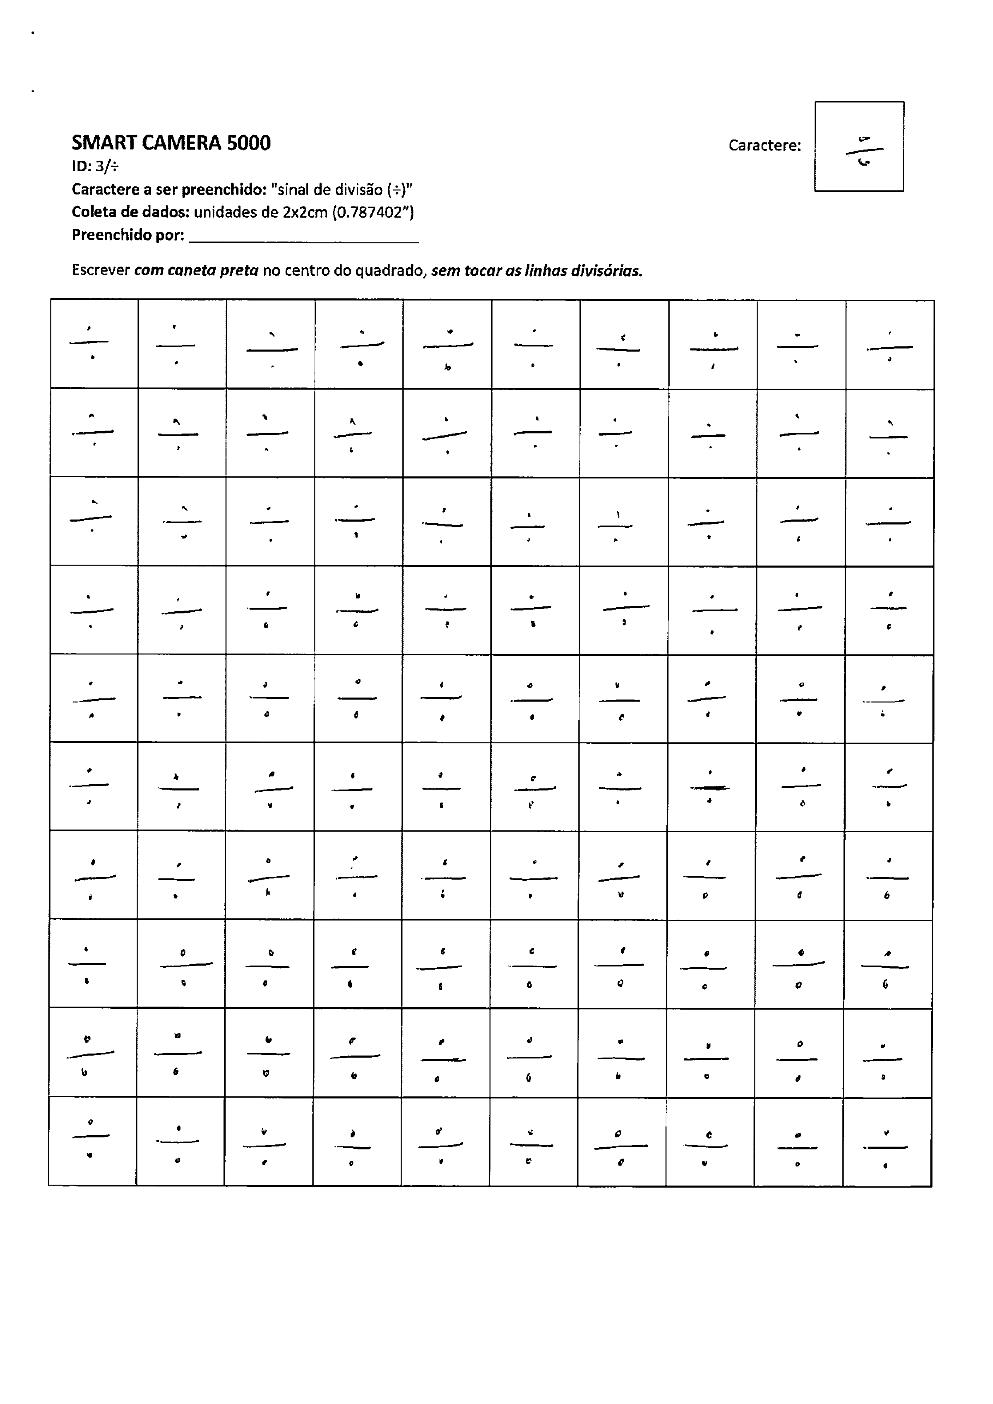 SMART CAMERA 5000
ID: 3/÷
Caractere a ser preenchido: "sinal de divisão (÷)"
Coleta de dados: unidades de 2x2cm (0.787402”)
Preenchido por: __________________________
Caractere: ÷
Escrever com caneta preta no centro do quadrado, sem tocar as linhas divisórias.
÷ ÷ ÷ ÷ ÷ ÷ ÷ ÷ ÷ ÷
÷ ÷ ÷ ÷ ÷ ÷ ÷ ÷ ÷ ÷
÷ ÷ ÷ ÷ ÷ ÷ ÷ ÷ ÷ ÷
÷ ÷ ÷ ÷ ÷ ÷ ÷ ÷ ÷ ÷
÷ ÷ ÷ ÷ ÷ ÷ ÷ ÷ ÷ ÷
÷ ÷ ÷ ÷ ÷ ÷ ÷ ÷ ÷ ÷
÷ ÷ ÷ ÷ ÷ ÷ ÷ ÷ ÷ ÷
÷ ÷ ÷ ÷ ÷ ÷ ÷ ÷ ÷ ÷
÷ ÷ ÷ ÷ ÷ ÷ ÷ ÷ ÷ ÷
÷ ÷ ÷ ÷ ÷ ÷ ÷ ÷ ÷ ÷